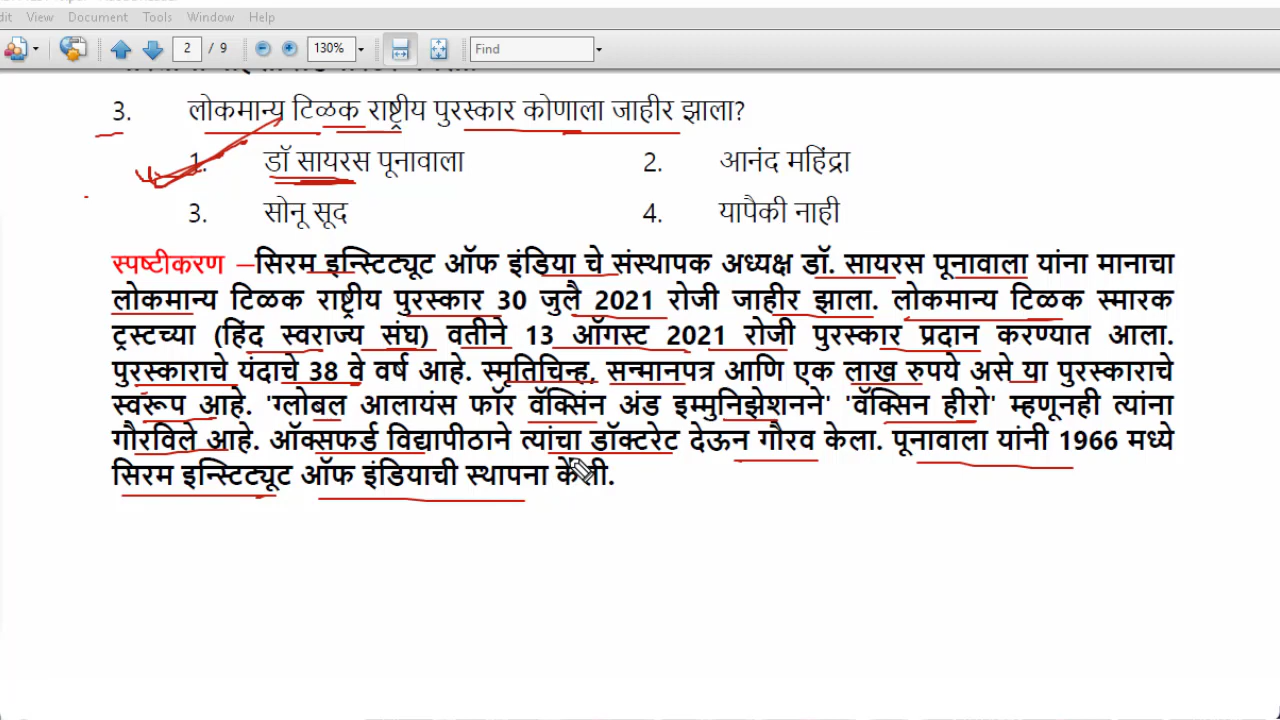 View Document Tools Window Help
2 / 9 130% Find
3. लोकमान्य टिळक राष्ट्रीय पुरस्कार कोणाला जाहीर झाला?
1. डॉ सायरस पूनावाला 2. आनंद महिंद्रा
3. सोनू सूद 4. यापैकी नाही
स्पष्टीकरण –सिरम इन्स्टिट्यूट ऑफ इंडिया चे संस्थापक अध्यक्ष डॉ. सायरस पूनावाला यांना मानाचा
लोकमान्य टिळक राष्ट्रीय पुरस्कार 30 जुलै 2021 रोजी जाहीर झाला. लोकमान्य टिळक स्मारक
ट्रस्टच्या (हिंद स्वराज्य संघ) वतीने 13 ऑगस्ट 2021 रोजी पुरस्कार प्रदान करण्यात आला.
पुरस्काराचे यंदाचे 38 वे वर्ष आहे. स्मृतिचिन्ह, सन्मानपत्र आणि एक लाख रुपये असे या पुरस्काराचे
स्वरूप आहे. 'ग्लोबल आलायंस फॉर वॅक्सिंन अंड इम्मुनिझेशनने' 'वॅक्सिन हीरो' म्हणूनही त्यांना
गौरविले आहे. ऑक्सफर्ड विद्यापीठाने त्यांचा डॉक्टरेट देऊन गौरव केला. पूनावाला यांनी 1966 मध्ये
सिरम इन्स्टिट्यूट ऑफ इंडियाची स्थापना केली.